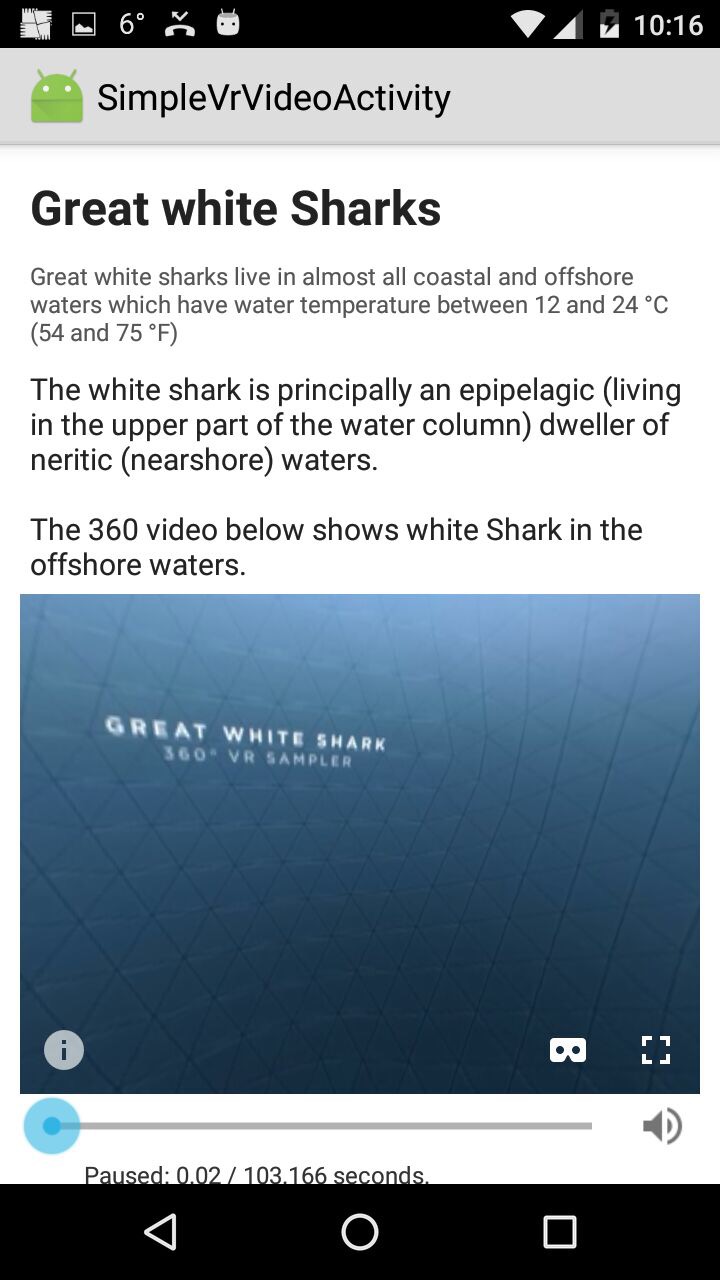 6° 10:16
SimpleVrVideoActivity
Great white Sharks
Great white sharks live in almost all coastal and offshore
waters which have water temperature between 12 and 24 °C
(54 and 75 °F)
The white shark is principally an epipelagic (living
in the upper part of the water column) dweller of
neritic (nearshore) waters.
The 360 video below shows white Shark in the
offshore waters.
GREAT WHITE SHARK
360° VR SAMPLER
Paused: 0.02 / 103.166 seconds.